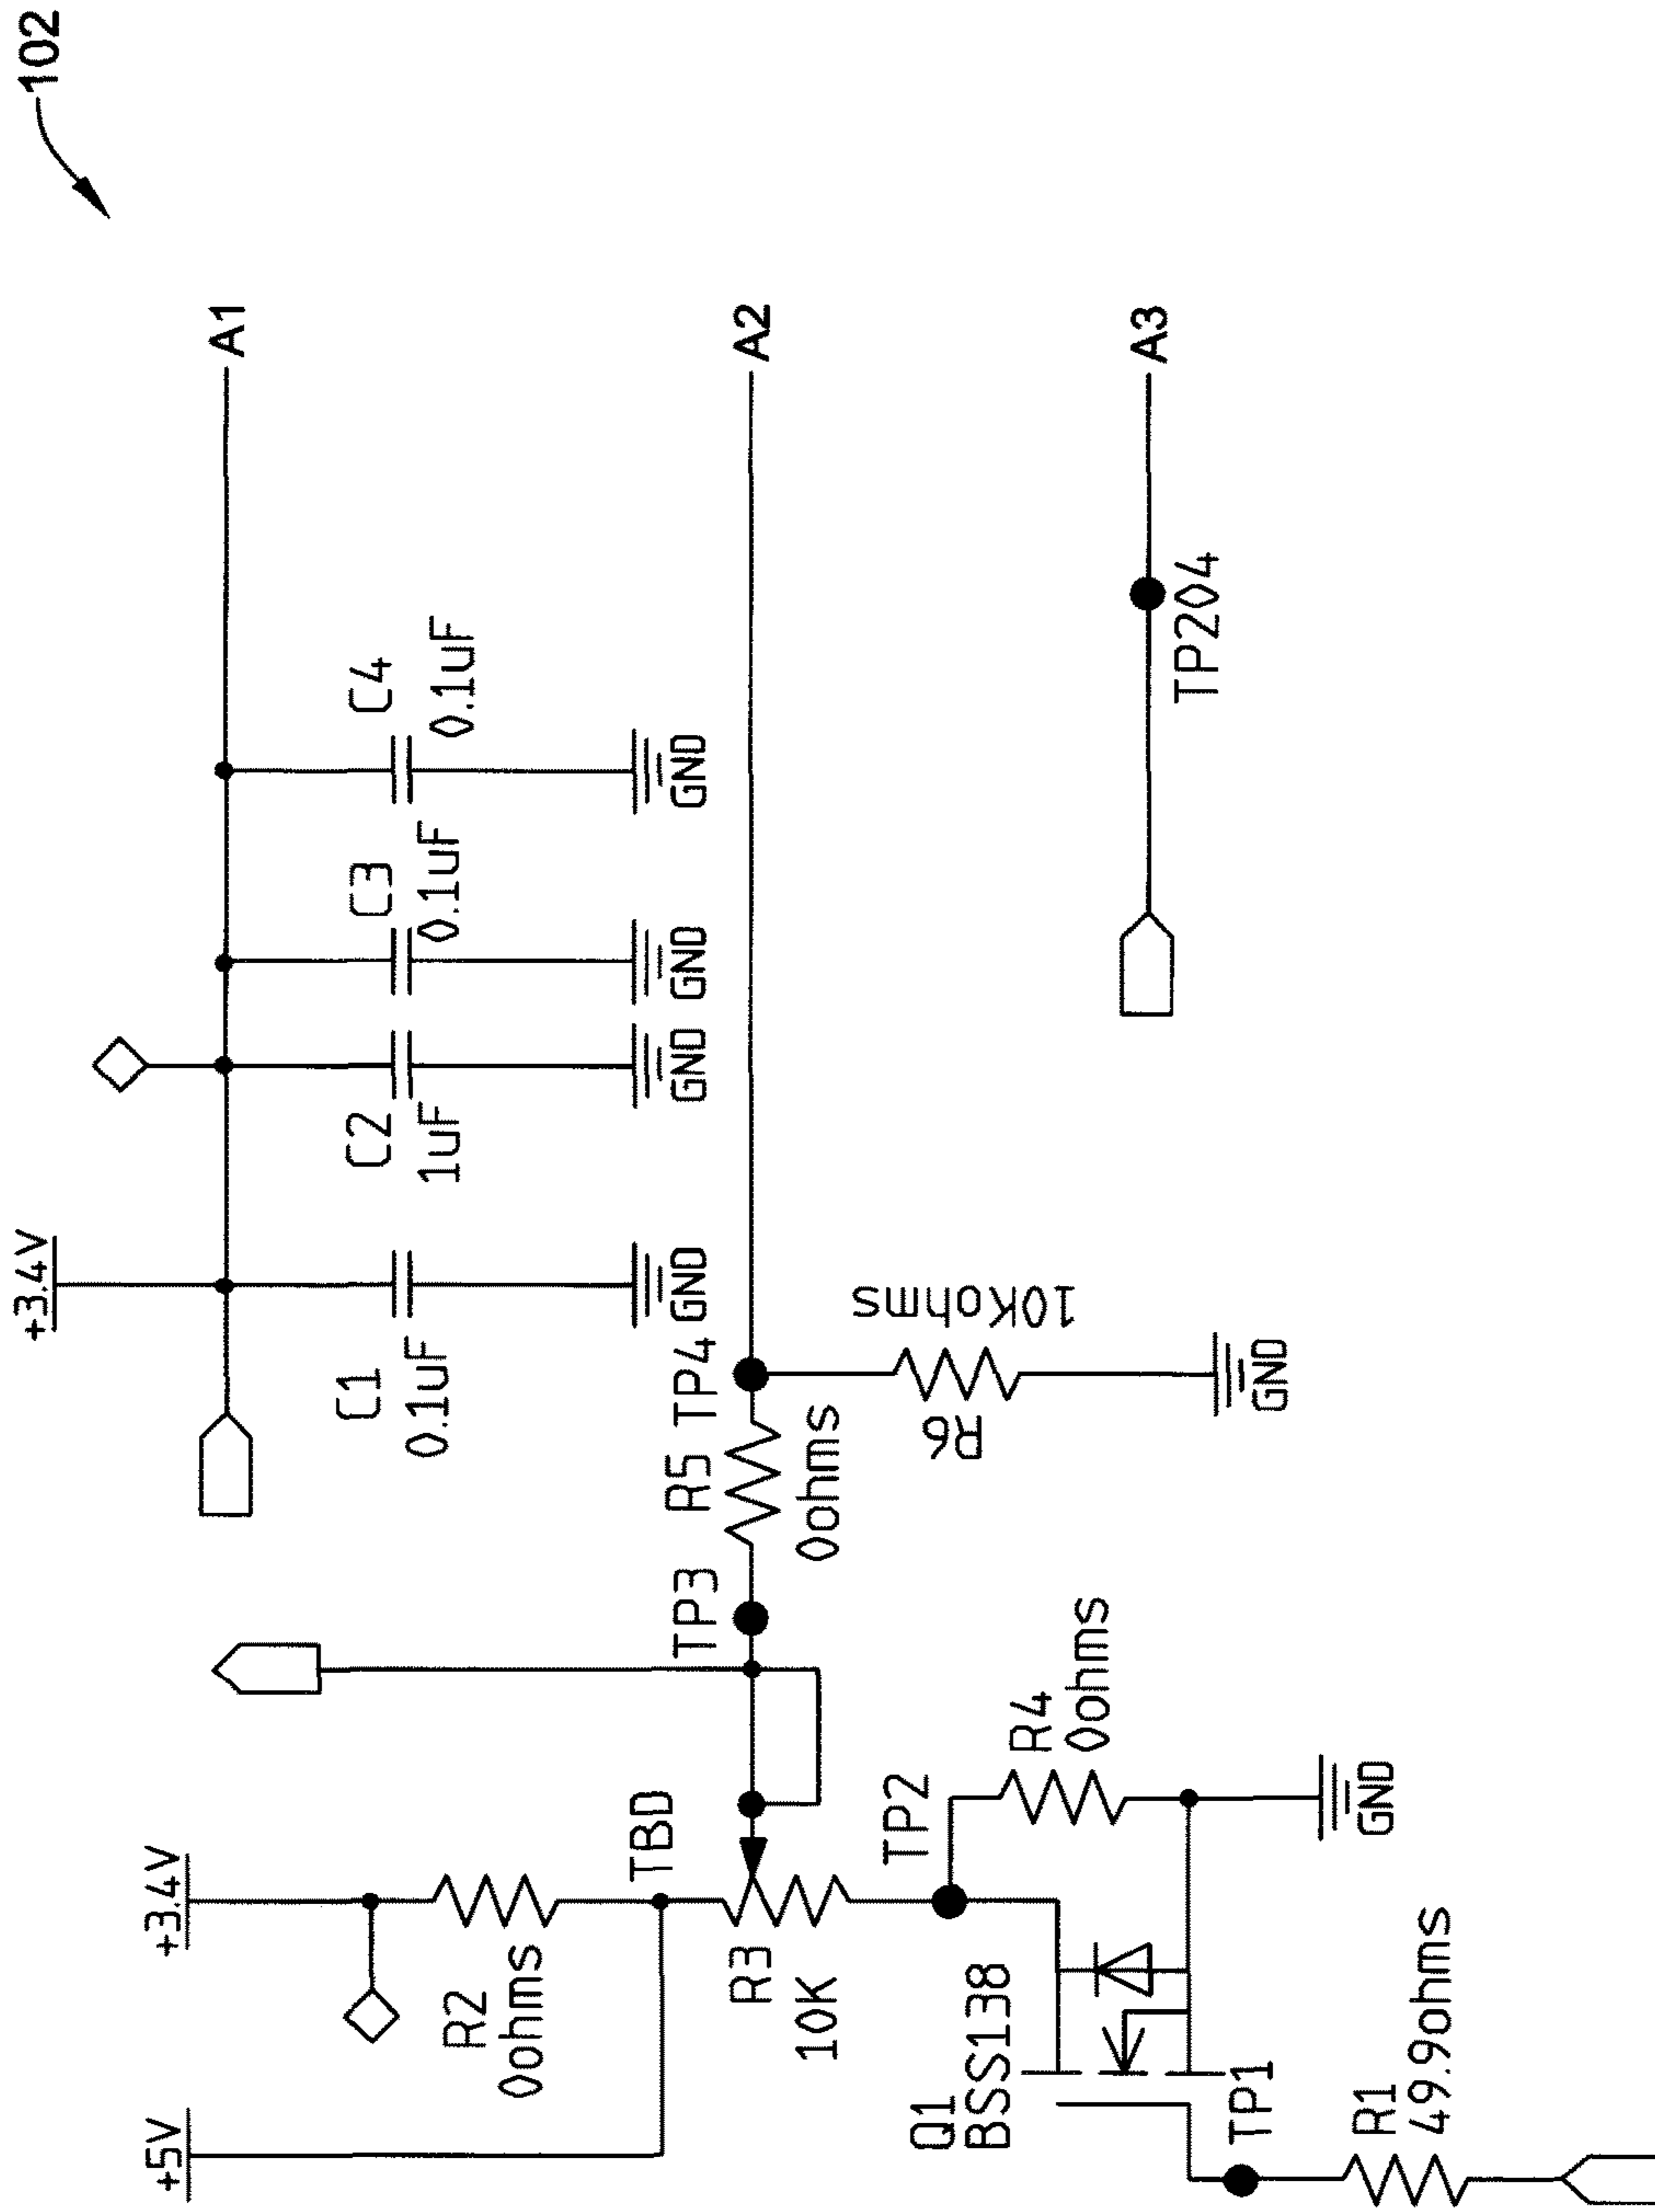 102
+5V
+3.4V
+3.4V
R2
0ohms
TBD
R3
10K
TP3
R5
TP4
0ohms
C1
0.1uF
GND
C2
1uF
GND
C3
0.1uF
GND
C4
0.1uF
GND
A1
A2
A3
TP204
R6
10Kohms
GND
TP2
R4
0ohms
GND
Q1
BSS138
TP1
R1
49.9ohms